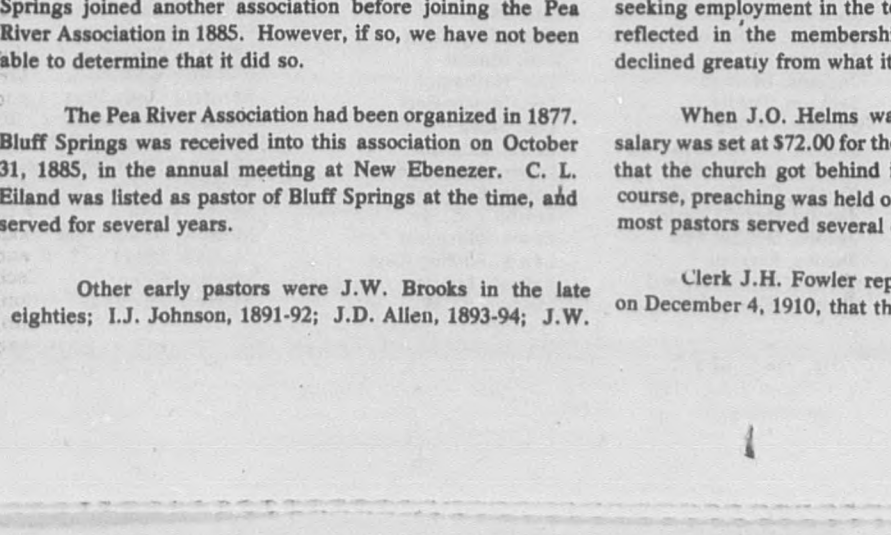 Springs joined another association before joining the Pea
River Association in 1885. However, if so, we have not been
able to determine that it did so.
The Pea River Association had been organized in 1877.
Bluff Springs was received into this association on October
31, 1885, in the annual meeting at New Ebenezer. C. L.
Eiland was listed as pastor of Bluff Springs at the time, and
served for several years.
Other early pastors were J.W. Brooks in the late
eighties; I.J. Johnson, 1891-92; J.D. Allen, 1893-94; J.W.
seeking employment in the
reflected in the
declined greatly from what it
When J.O. Helms
salary was set at $72.00 for
that the church got behind
course, preaching was held
most pastors served several
Clerk J.H. Fowler
on December 4, 1910, that